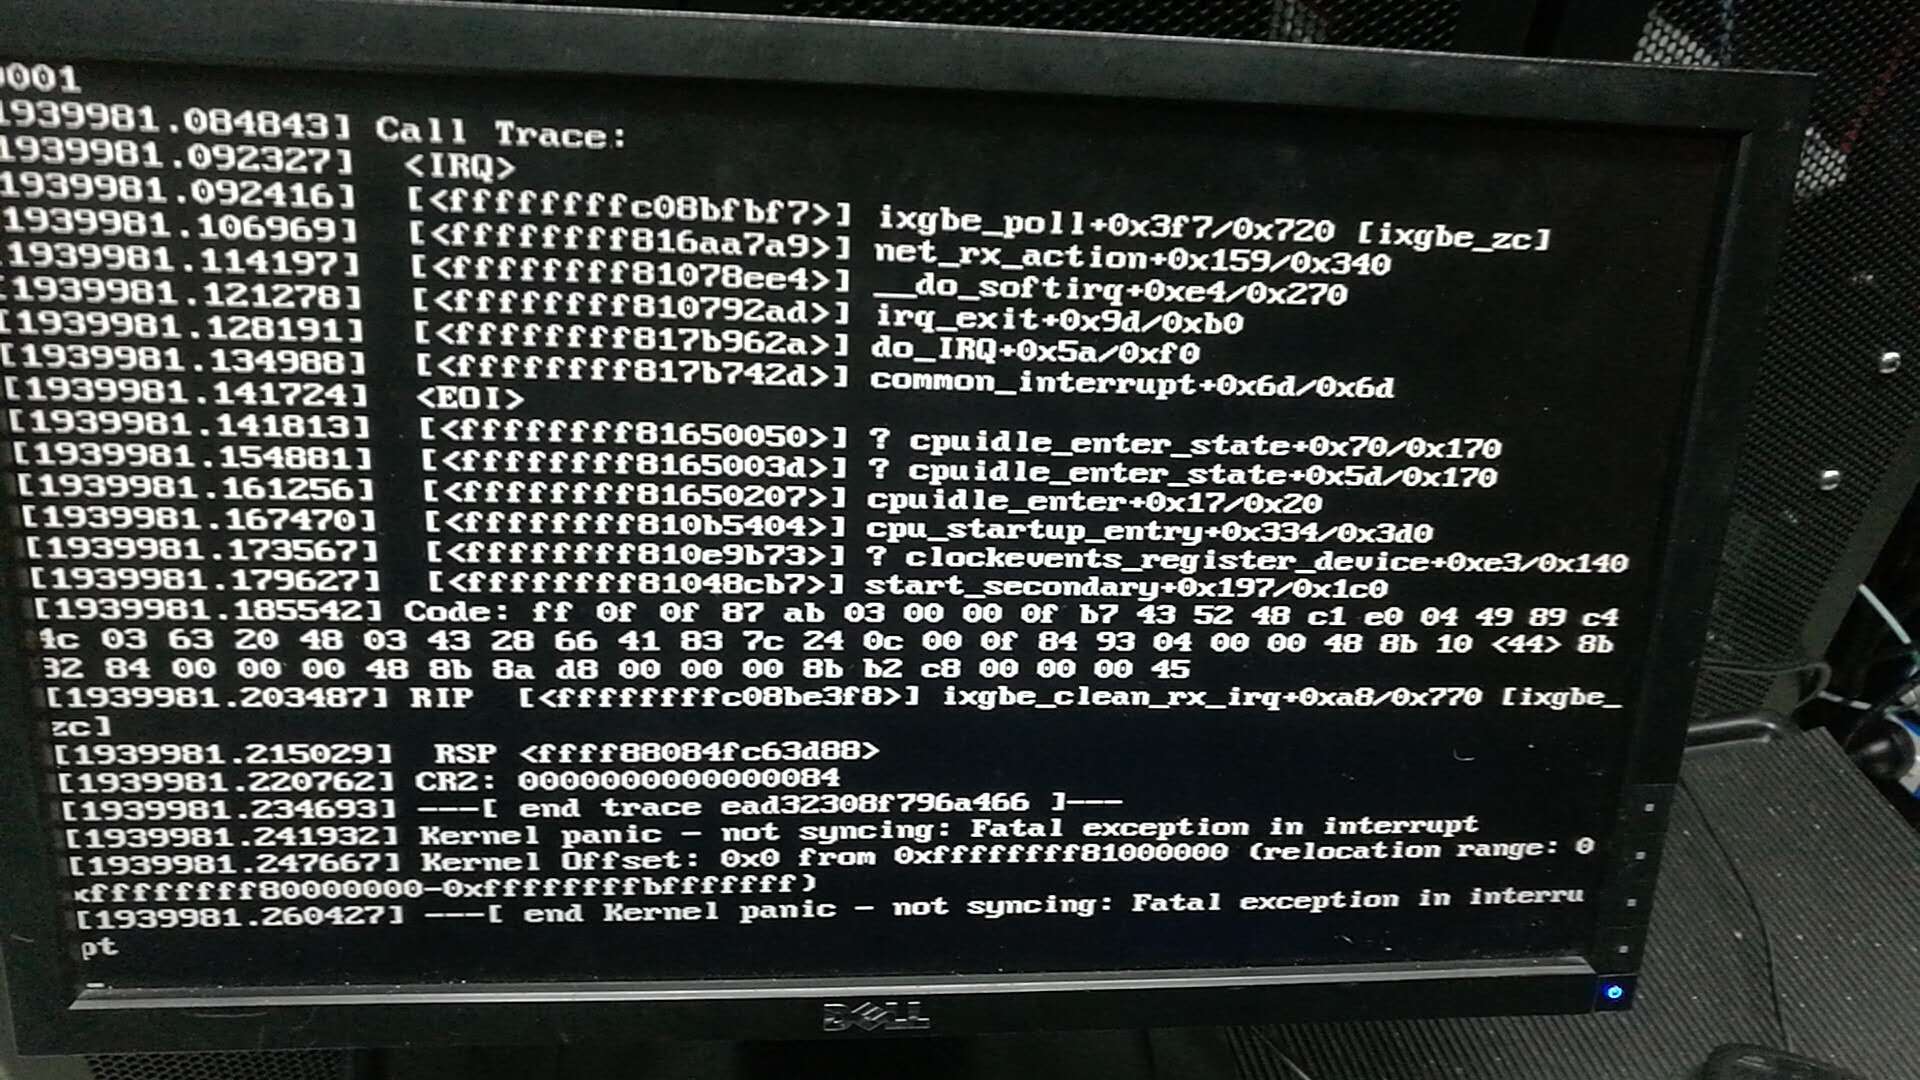 0001
1939981.084843] Call Trace:
1939981.092327] <IRQ>
1939981.092416] [<ffffffffc08bfbf7>] ixgbe_poll+0x3f7/0x720 [ixgbe_zc]
1939981.106969] [<ffffffff816aa7a9>] net_rx_action+0x159/0x340
1939981.114197] [<ffffffff81078ee4>] __do_softirq+0xe4/0x270
1939981.121278] [<ffffffff810792ad>] irq_exit+0x9d/0xb0
[1939981.128191] [<ffffffff817b962a>] do_IRQ+0x5a/0xf0
[1939981.134988] [<ffffffff817b742d>] common_interrupt+0x6d/0x6d
[1939981.141724] <EOI>
[1939981.141813] [<ffffffff81650050>] ? cpuidle_enter_state+0x70/0x170
[1939981.154881] [<ffffffff8165003d>] ? cpuidle_enter_state+0x5d/0x170
[1939981.161256] [<ffffffff81650207>] cpuidle_enter+0x17/0x20
[1939981.167470] [<ffffffff810b5404>] cpu_startup_entry+0x334/0x3d0
[1939981.173567] [<ffffffff810e9b73>] ? clockevents_register_device+0xe3/0x140
[1939981.179627] [<ffffffff81048cb7>] start_secondary+0x197/0x1c0
[1939981.185542] Code: ff 0f 0f 87 ab 03 00 00 0f b7 43 52 48 c1 e0 04 49 89 c4
4c 03 63 20 48 03 43 28 66 41 83 7c 24 0c 00 0f 84 93 04 00 00 48 8b 10 <44> 8b
82 84 00 00 00 48 8b 8a d8 00 00 00 8b b2 c8 00 00 00 45
[1939981.203487] RIP [<ffffffffc08be3f8>] ixgbe_clean_rx_irq+0xa8/0x770 [ixgbe_
zc]
[1939981.215029] RSP <ffff88084fc63d88>
[1939981.220762] CR2: 0000000000000084
[1939981.234693] ---[ end trace ead32308f796a466 ]---
[1939981.241932] Kernel panic - not syncing: Fatal exception in interrupt
[1939981.247667] Kernel Offset: 0x0 from 0xffffffff81000000 (relocation range: 0
xffffffff80000000-0xffffffffbfffffff)
[1939981.260427] ---[ end Kernel panic - not syncing: Fatal exception in interru
pt
DELL